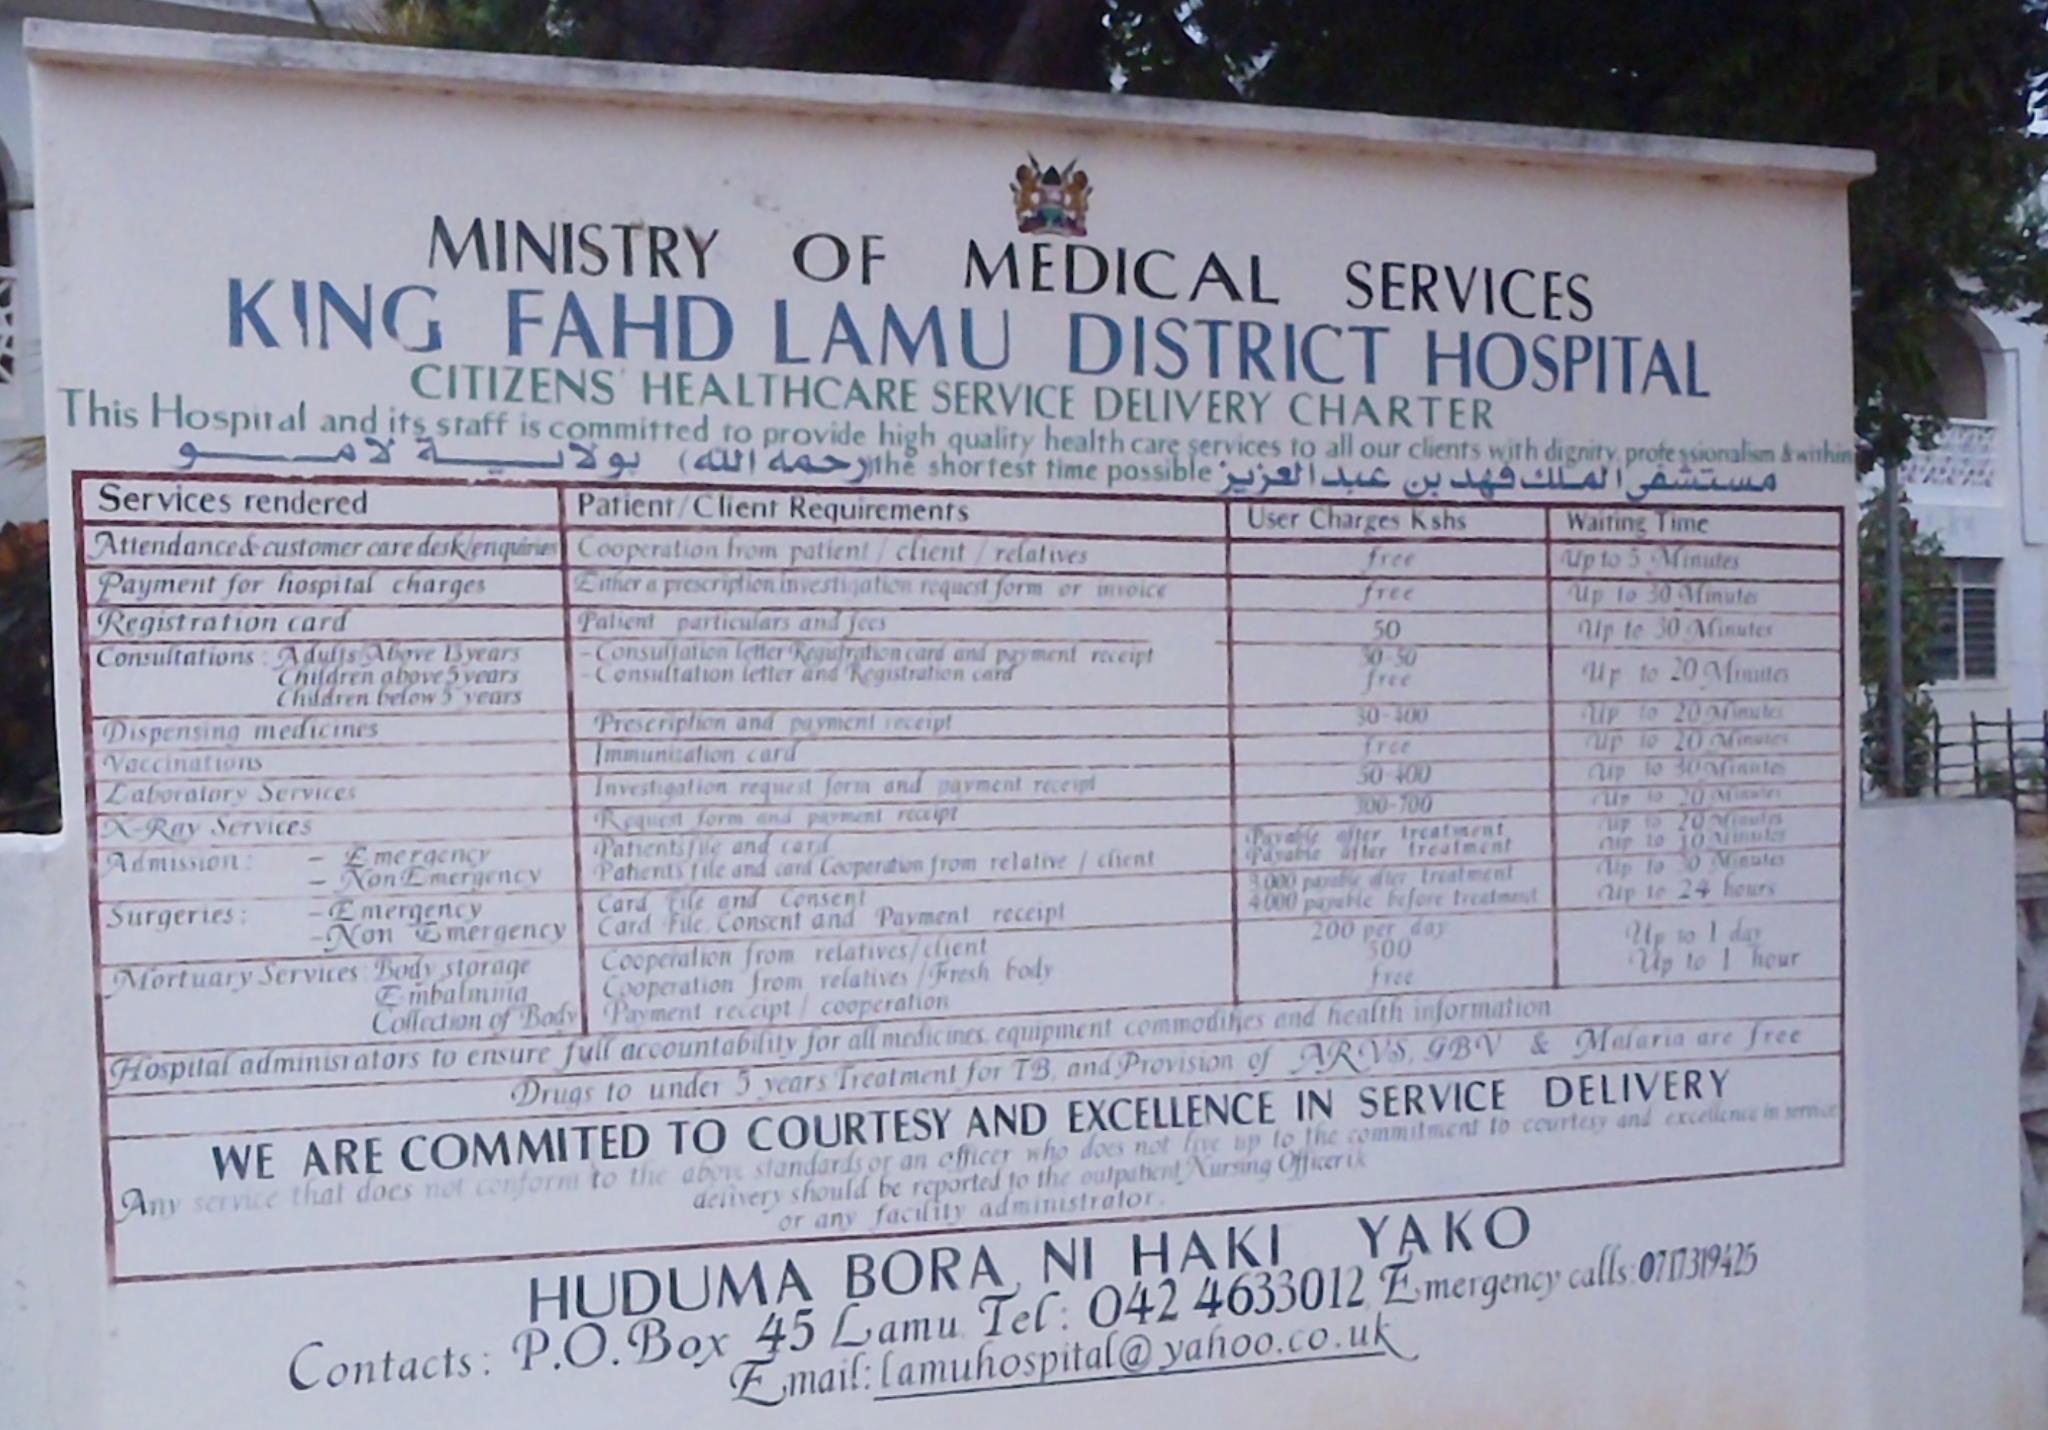 MINISTRY OF MEDICAL SERVICES
KING FAHD LAMU DISTRICT HOSPITAL
CITIZENS' HEALTHCARE SERVICE DELIVERY CHARTER
This Hospital and its staff is committed to provide high quality health care services to all our clients with dignity, professionalism & within
the shortest time possible
مستشفى الملك فهد بن عبد العزيز (رحمه الله) بولاية لامو
Services rendered Patient/Client Requirements User Charges Kshs Waiting Time
Attendance & customer care desk/enquiries Cooperation from patient / client / relatives free Up to 5 Minutes
Payment for hospital charges Either a prescription investigation request form or invoice free Up to 30 Minutes
Registration card Patient particulars and fees 50 Up to 30 Minutes
Consultations: Adults Above 13 years -Consultation letter Registration card and payment receipt 30-50 Up to 20 Minutes
Children above 5 years -Consultation letter and Registration card free
Children below 5 years
Dispensing medicines Prescription and payment receipt 30-400 Up to 20 Minutes
Vaccinations Immunization card free Up to 20 Minutes
Laboratory Services Investigation request form and payment receipt 50-400 Up to 30 Minutes
X-Ray Services Request form and payment receipt 300-700 Up to 20 Minutes
Admission: - Emergency Patients file and card Payable after treatment Up to 20 Minutes
- Non Emergency Patients file and card Cooperation from relative / client Payable after treatment Up to 10 Minutes
Surgeries: -Emergency Card File and Consent 3,000 payable after treatment Up to 30 Minutes
-Non Emergency Card File, Consent and Payment receipt 4000 payable before treatment Up to 24 hours
Mortuary Services: Body storage Cooperation from relatives/client 200 per day Up to 1 day
Embalming Cooperation from relatives /Fresh body 500 Up to 1 hour
Collection of Body Payment receipt / cooperation free
Hospital adminisrators to ensure full accountability for all medicines, equipment commodities and health information
Drugs to under 5 years Treatment for TB, and Provision of ARVS, GBV & Malaria are free
WE ARE COMMITED TO COURTESY AND EXCELLENCE IN SERVICE DELIVERY
Any service that does not conform to the above standards or an officer who does not live up to the commitment to courtesy and excellence in service
delivery should be reported to the outpatient Nursing Officer
or any facility administrator.
HUDUMA BORA NI HAKI YAKO
Contacts: P.O. Box 45 Lamu. Tel: 042 4633012, Emergency calls: 0717319425
Email: lamuhospital@yahoo.co.uk